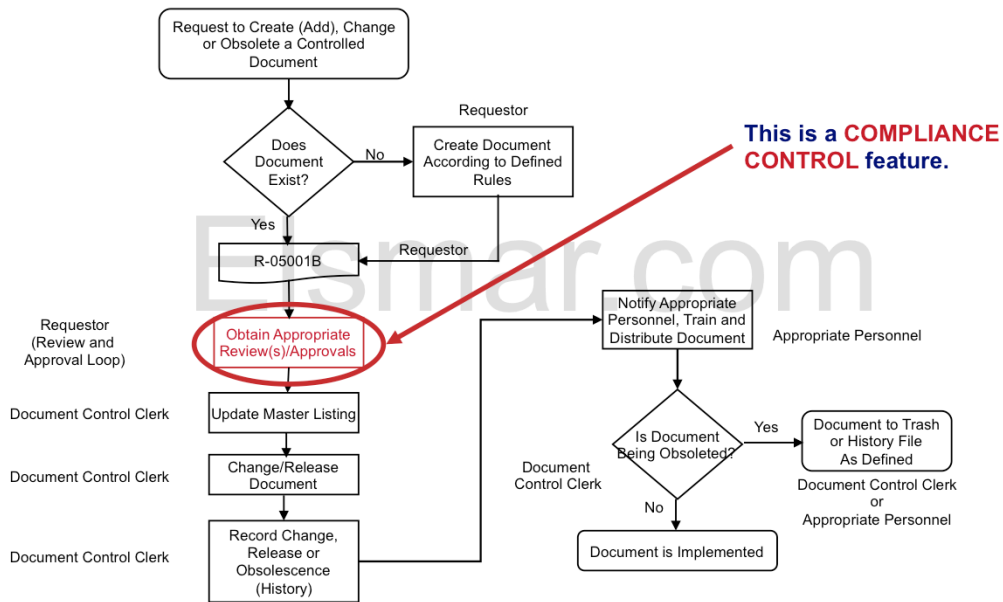 Request to Create (Add), Change
or Obsolete a Controlled
Document
Requestor
Does
Document
Exist?
No
Create Document
According to Defined
Rules
This is a COMPLIANCE
CONTROL feature.
Yes
Requestor
R-05001B
Elsmar.com
Requestor
(Review and
Approval Loop)
Obtain Appropriate
Review(s)/Approvals
Notify Appropriate
Personnel, Train and
Distribute Document
Appropriate Personnel
Document Control Clerk
Update Master Listing
Document Control Clerk
Change/Release
Document
Document
Control Clerk
Is Document
Being Obsoleted?
Yes
Document to Trash
or History File
As Defined
Document Control Clerk
or
Appropriate Personnel
No
Document Control Clerk
Record Change,
Release or
Obsolescence
(History)
Document is Implemented